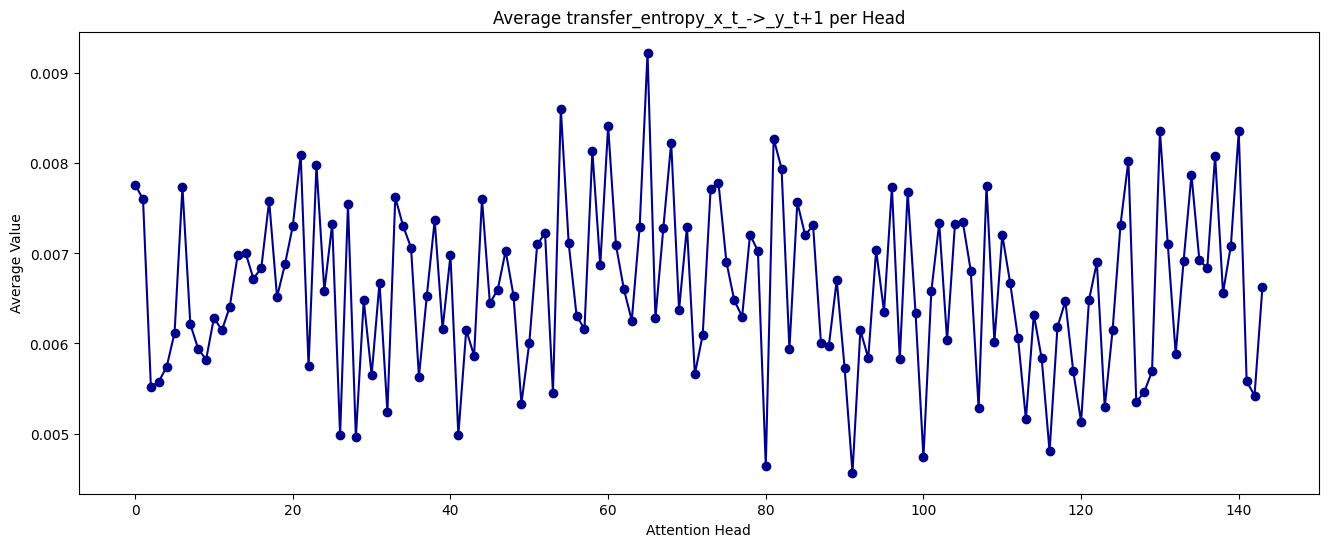 Average transfer_entropy_x_t_->_y_t+1 per Head
Average Value
0.009
0.008
0.007
0.006
0.005
0 20 40 60 80 100 120 140
Attention Head